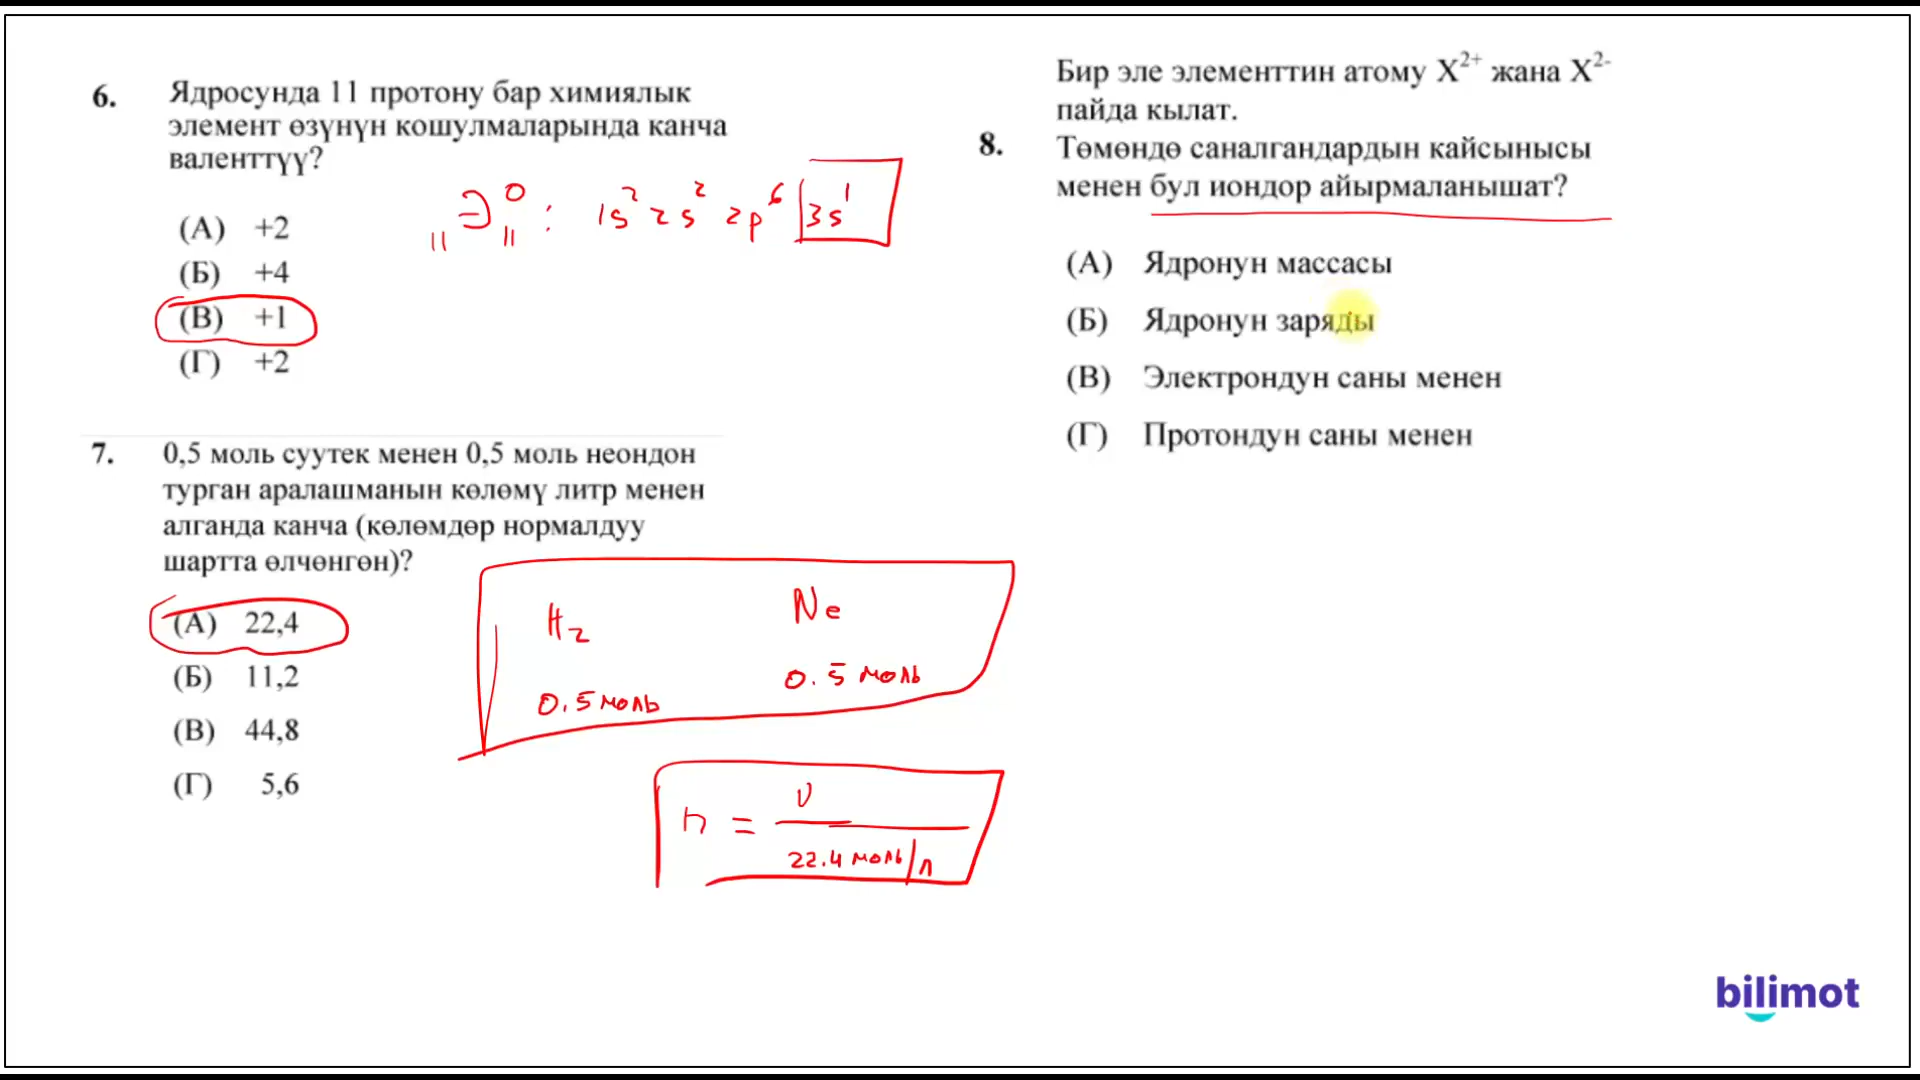 6. Ядросунда 11 протону бар химиялык
элемент өзүнүн кошулмаларында канча
валенттүү?
(А) +2
(Б) +4
(В) +1
(Г) +2
11 Э 0 11 : 1s² 2s² 2p⁶ 3s¹
7. 0,5 моль суутек менен 0,5 моль неондон
турган аралашманын көлөмү литр менен
алганда канча (көлөмдөр нормалдуу
шартта өлчөнгөн)?
(А) 22,4
(Б) 11,2
(В) 44,8
(Г) 5,6
H₂ Ne
0.5 моль 0.5 моль
n = V
22.4 моль/л
Бир эле элементтин атому X²⁺ жана X²⁻
пайда кылат.
8. Төмөндө саналгандардын кайсынысы
менен бул иондор айырмаланышат?
(А) Ядронун массасы
(Б) Ядронун заряды
(В) Электрондун саны менен
(Г) Протондун саны менен
bilimot